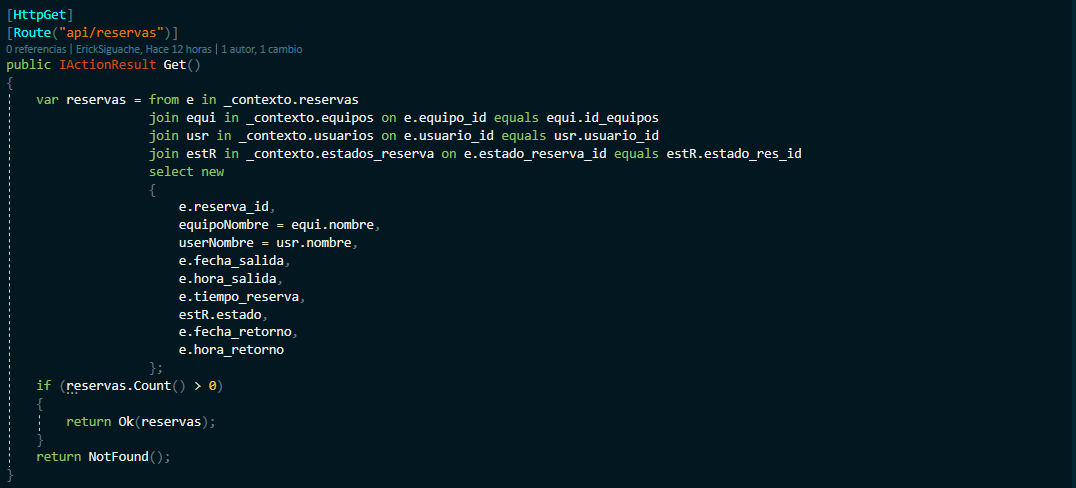 [HttpGet]
[Route("api/reservas")]
0 referencias | ErickSiguache, Hace 12 horas | 1 autor, 1 cambio
public IActionResult Get()
{
var reservas = from e in _contexto.reservas
join equi in _contexto.equipos on e.equipo_id equals equi.id_equipos
join usr in _contexto.usuarios on e.usuario_id equals usr.usuario_id
join estR in _contexto.estados_reserva on e.estado_reserva_id equals estR.estado_res_id
select new
{
e.reserva_id,
equipoNombre = equi.nombre,
userNombre = usr.nombre,
e.fecha_salida,
e.hora_salida,
e.tiempo_reserva,
estR.estado,
e.fecha_retorno,
e.hora_retorno
};
if (reservas.Count() > 0)
{
return Ok(reservas);
}
return NotFound();
}